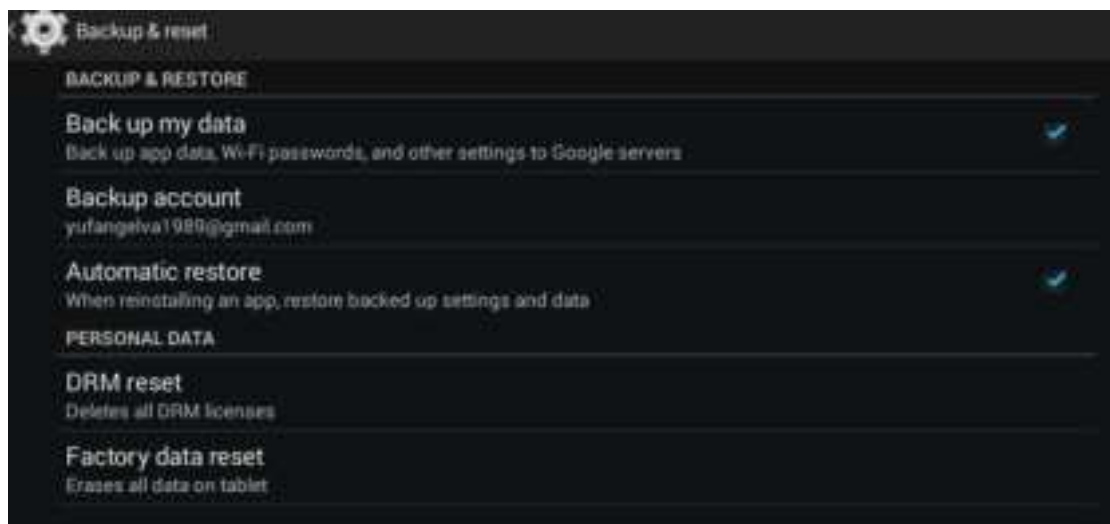 Backup & reset
BACKUP & RESTORE
Back up my data
Back up app data, Wi-Fi passwords, and other settings to Google servers
Backup account
yufangelva1989@gmail.com
Automatic restore
When reinstalling an app, restore backed up settings and data
PERSONAL DATA
DRM reset
Deletes all DRM licenses
Factory data reset
Erases all data on tablet